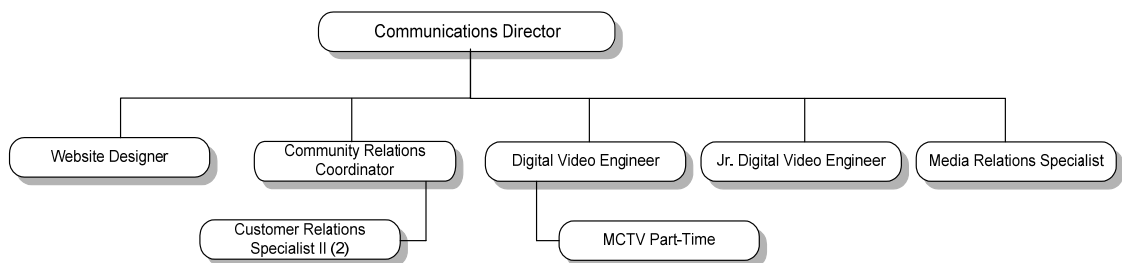 Communications Director
Website Designer
Community Relations
Coordinator
Digital Video Engineer
Jr. Digital Video Engineer
Media Relations Specialist
Customer Relations
Specialist II (2)
MCTV Part-Time